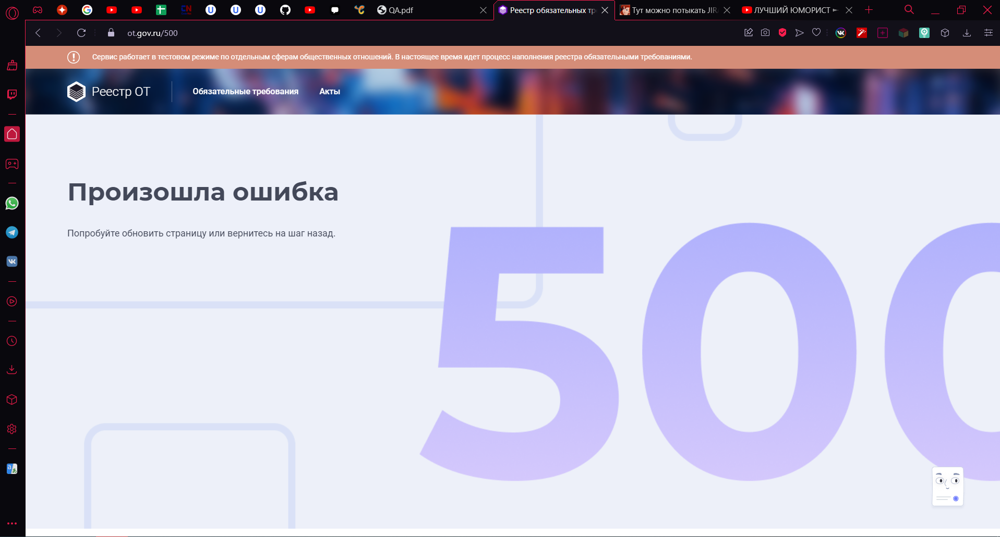 QA.pdf
Реестр обязательных тр
Тут можно потыкать JIR
ЛУЧШИЙ ЮМОРИСТ
ot.gov.ru/500
Сервис работает в тестовом режиме по отдельным сферам общественных отношений. В настоящее время идет процесс наполнения реестра обязательными требованиями.
Реестр ОТ
Обязательные требования
Акты
Произошла ошибка
Попробуйте обновить страницу или вернитесь на шаг назад.
500